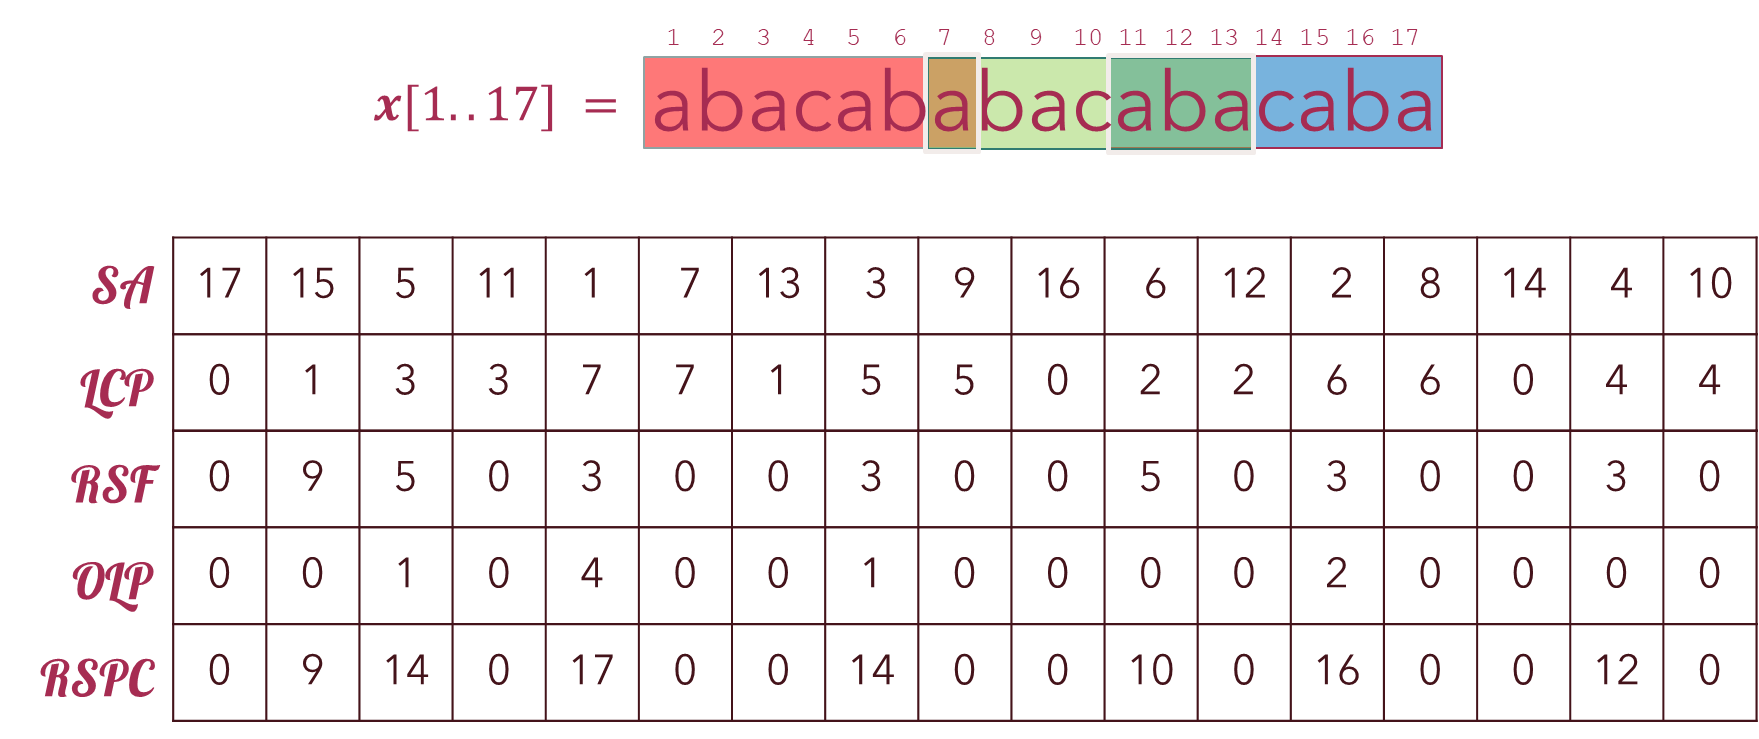 1 2 3 4 5 6 7 8 9 10 11 12 13 14 15 16 17
x[1..17] = abacababacabacaba
SA 17 15 5 11 1 7 13 3 9 16 6 12 2 8 14 4 10
LCP 0 1 3 3 7 7 1 5 5 0 2 2 6 6 0 4 4
RSF 0 9 5 0 3 0 0 3 0 0 5 0 3 0 0 3 0
OLP 0 0 1 0 4 0 0 1 0 0 0 0 2 0 0 0 0
RSPC 0 9 14 0 17 0 0 14 0 0 10 0 16 0 0 12 0